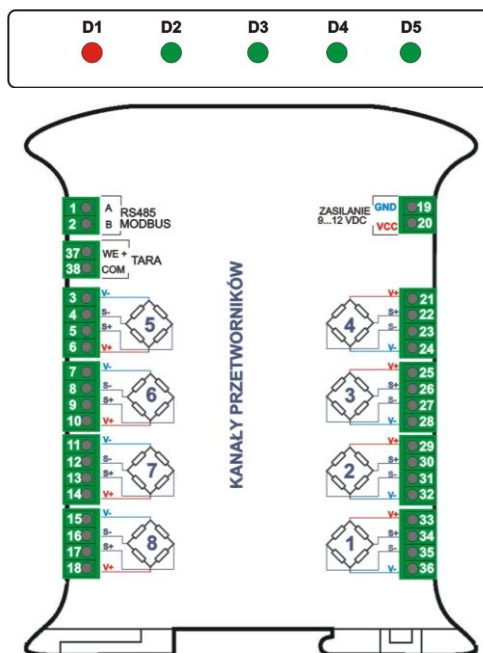 D1 D2 D3 D4 D5
1 A RS485
2 B MODBUS
37 WE + TARA
38 COM
3 V-
4 S-
5 S+
6 V+
5
7 V-
8 S-
9 S+
10 V+
6
11 V-
12 S-
13 S+
14 V+
7
15 V-
16 S-
17 S+
18 V+
8
KANAŁY PRZETWORNIKÓW
ZASILANIE GND 19
9...12 VDC VCC 20
4
V+ 21
S+ 22
S- 23
V- 24
3
V+ 25
S+ 26
S- 27
V- 28
2
V+ 29
S+ 30
S- 31
V- 32
1
V+ 33
S+ 34
S- 35
V- 36